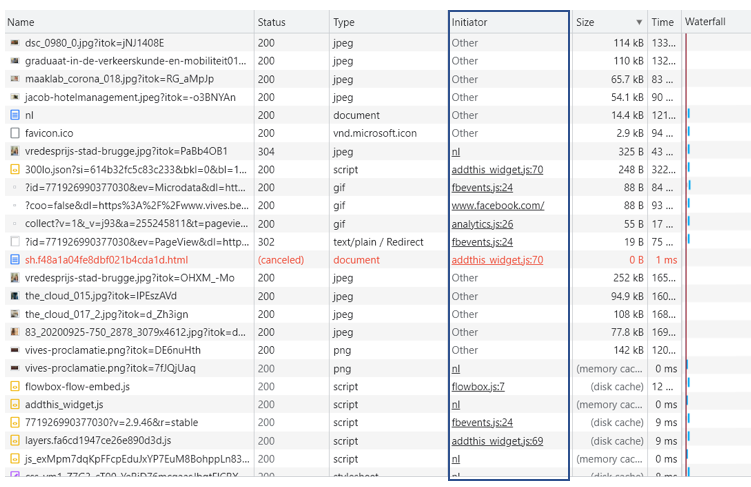 Name Status Type Initiator Size ▼ Time Waterfall
dsc_0980_0.jpg?itok=jNJ1408E 200 jpeg Other 114 kB 133...
graduaat-in-de-verkeerskunde-en-mobiliteit01... 200 jpeg Other 110 kB 132...
maaklab_corona_018.jpg?itok=RG_aMpJp 200 jpeg Other 65.7 kB 83 ...
jacob-hotelmanagement.jpeg?itok=-o3BNYAn 200 jpeg Other 54.1 kB 90 ...
nl 200 document Other 14.4 kB 121...
favicon.ico 200 vnd.microsoft.icon Other 2.9 kB 94 ...
vredesprijs-stad-brugge.jpg?itok=PaBb4OB1 304 jpeg nl 325 B 43 ...
300lo.json?si=614b32fc5c83c233&bkl=0&bl=1... 200 script addthis_widget.js:70 248 B 322...
?id=771926990377030&ev=Microdata&dl=htt... 200 gif fbevents.js:24 88 B 84 ...
?coo=false&dl=https%3A%2F%2Fwww.vives.be... 200 gif www.facebook.com/ 88 B 93 ...
collect?v=1&_v=j93&a=255245811&t=pagevie... 200 gif analytics.js:26 55 B 17 ...
?id=771926990377030&ev=PageView&dl=http... 302 text/plain / Redirect fbevents.js:24 19 B 75 ...
sh.f48a1a04fe8dbf021b4cda1d.html (canceled) document addthis_widget.js:70 0 B 1 ms
vredesprijs-stad-brugge.jpg?itok=OHXM_-Mo 200 jpeg Other 252 kB 165...
the_cloud_015.jpg?itok=IPEszAVd 200 jpeg Other 94.9 kB 160...
the_cloud_017_2.jpg?itok=d_Zh3ign 200 jpeg Other 108 kB 168...
83_20200925-750_2878_3079x4612.jpg?itok=d... 200 jpeg Other 77.8 kB 169...
vives-proclamatie.png?itok=DE6nuHth 200 png Other 142 kB 120...
vives-proclamatie.png?itok=7fJQjUaq 200 png nl (memory cac... 0 ms
flowbox-flow-embed.js 200 script flowbox.js:7 (disk cache) 12 ...
addthis_widget.js 200 script nl (memory cac... 0 ms
771926990377030?v=2.9.46&r=stable 200 script fbevents.js:24 (disk cache) 9 ms
layers.fa6cd1947ce26e890d3d.js 200 script addthis_widget.js:69 (disk cache) 9 ms
js_exMpm7dqKpFFcpEduJxYP7EuM8BohppLn83... 200 script nl (memory cac... 0 ms
200 stylesheet nl (disk cache) 8 ms